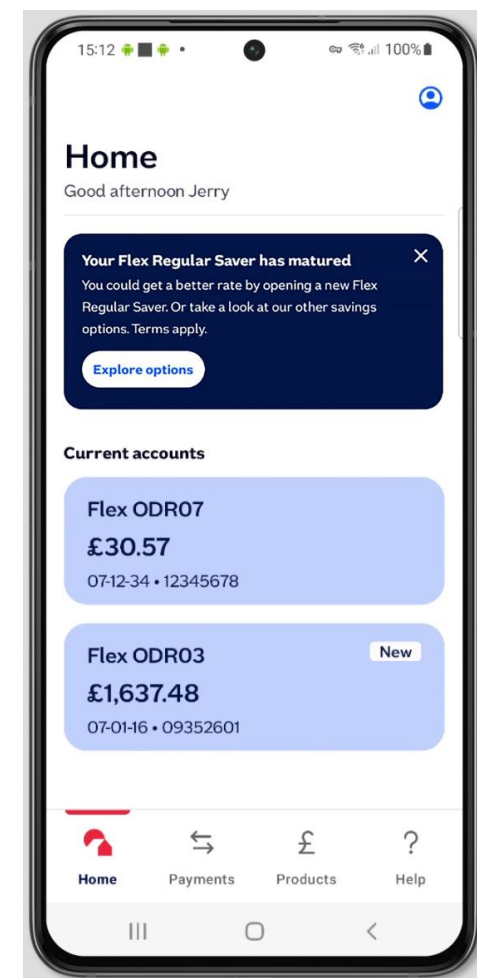 15:12 100%
Home
Good afternoon Jerry
Your Flex Regular Saver has matured
You could get a better rate by opening a new Flex
Regular Saver. Or take a look at our other savings
options. Terms apply.
Explore options
Current accounts
Flex ODR07
£30.57
07-12-34 • 12345678
Flex ODR03 New
£1,637.48
07-01-16 • 09352601
Home Payments Products Help